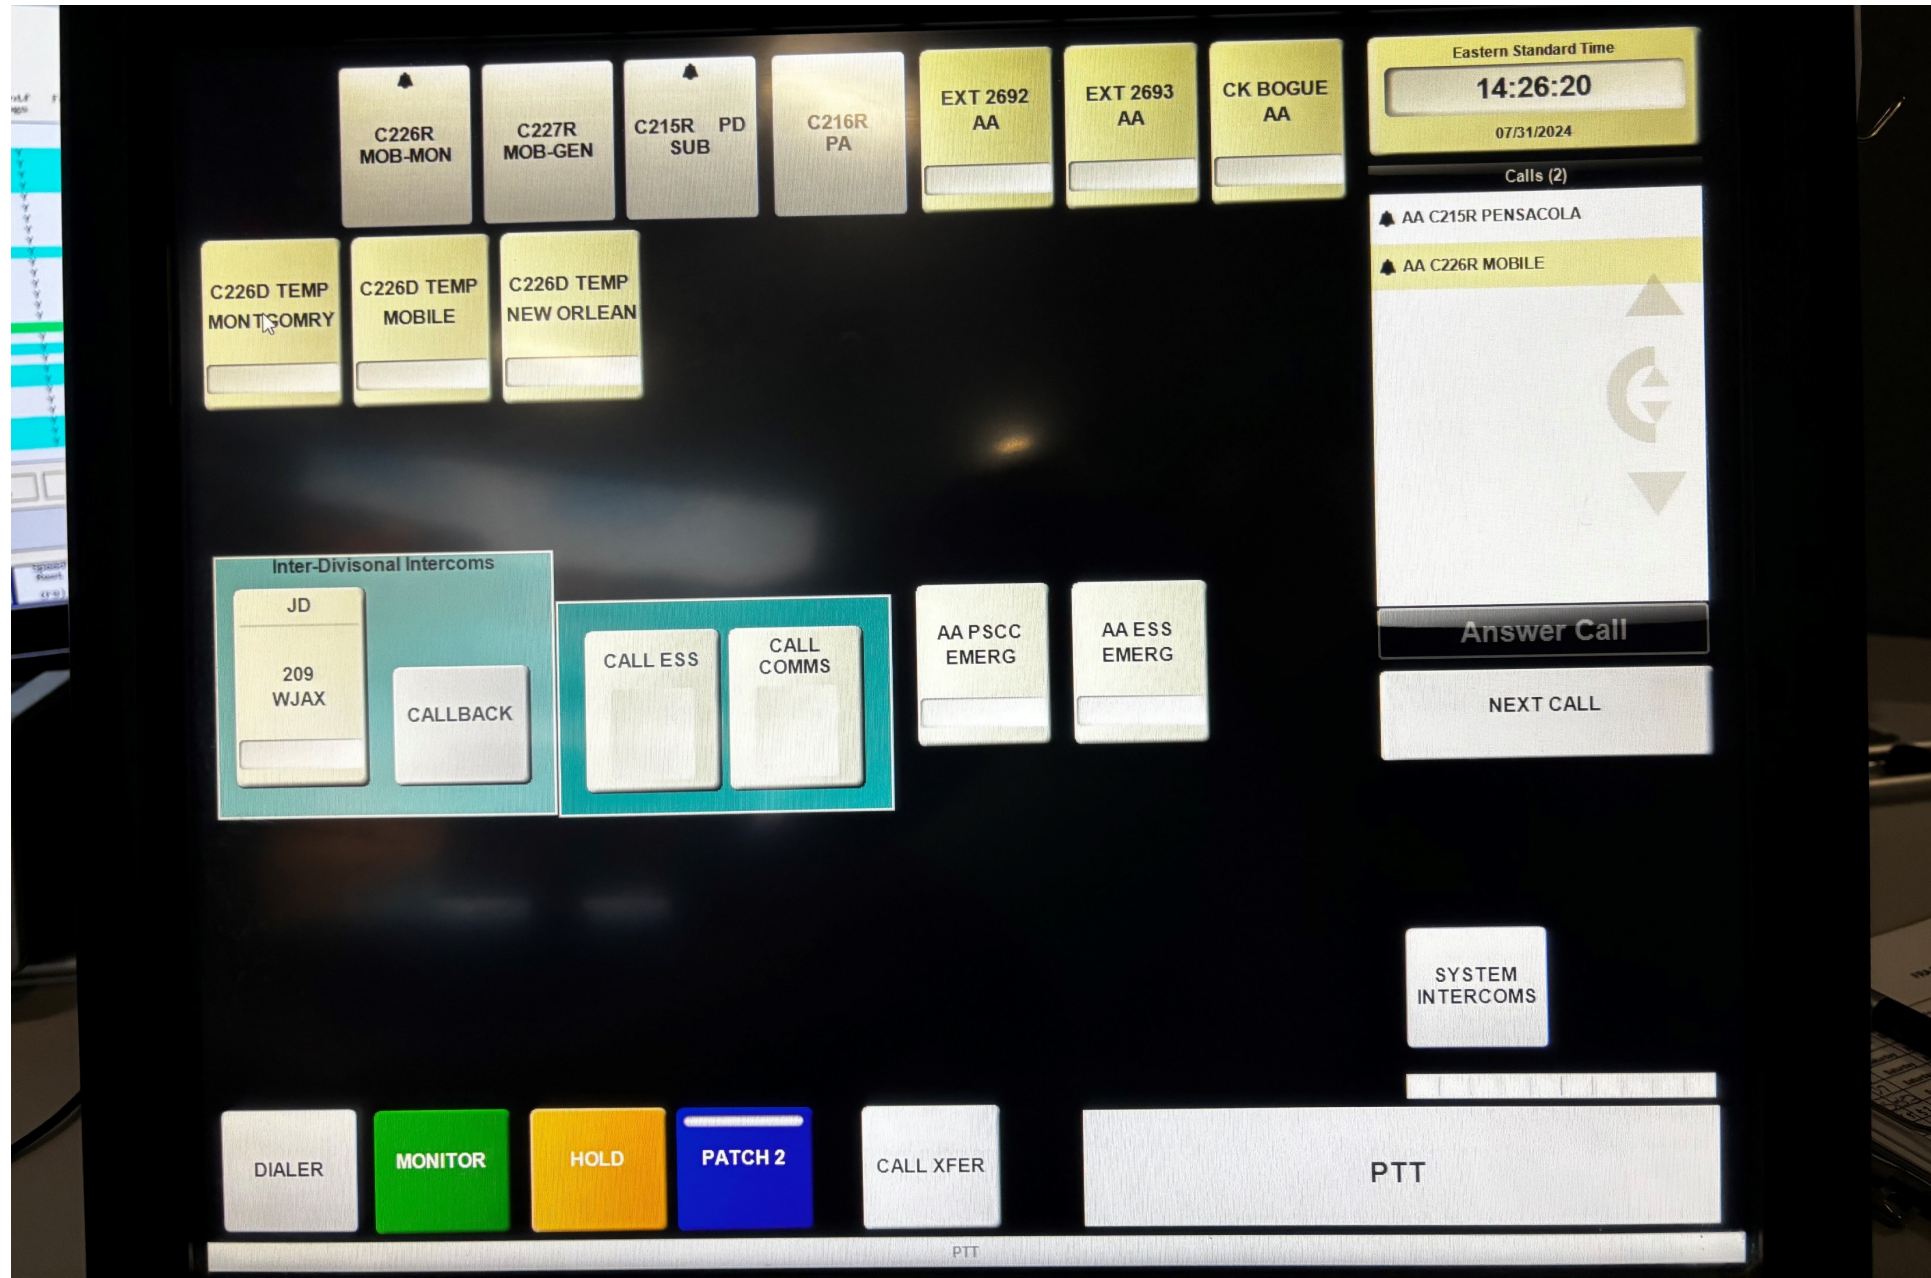 C226R
MOB-MON
C227R
MOB-GEN
C215R PD
SUB
C216R
PA
EXT 2692
AA
EXT 2693
AA
CK BOGUE
AA
Eastern Standard Time
14:26:20
07/31/2024
Calls (2)
AA C215R PENSACOLA
AA C226R MOBILE
C226D TEMP
MONTGOMRY
C226D TEMP
MOBILE
C226D TEMP
NEW ORLEAN
Inter-Divisonal Intercoms
JD
209
WJAX
CALLBACK
CALL ESS
CALL
COMMS
AA PSCC
EMERG
AA ESS
EMERG
Answer Call
NEXT CALL
SYSTEM
INTERCOMS
DIALER
MONITOR
HOLD
PATCH 2
CALL XFER
PTT
PTT